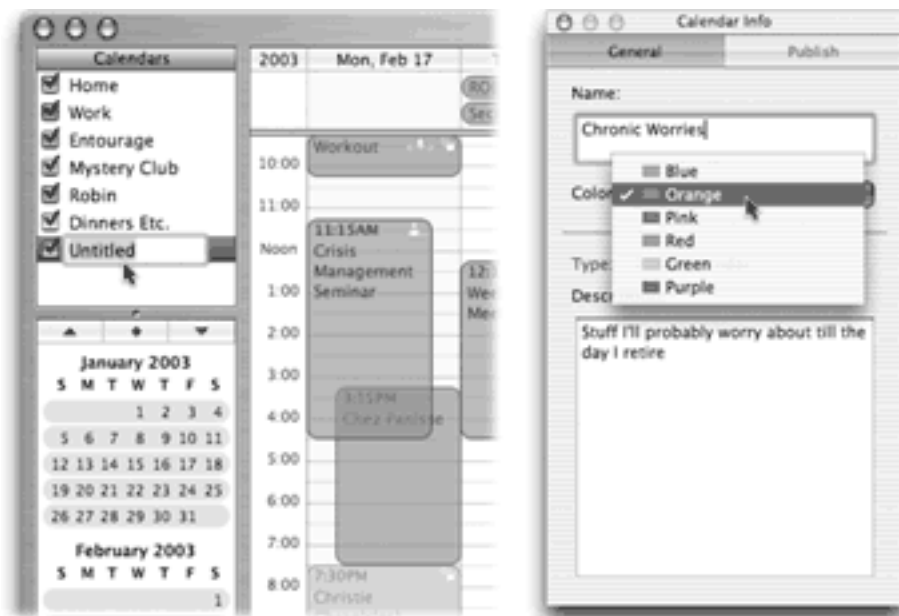 Calendars
Home
Work
Entourage
Mystery Club
Robin
Dinners Etc.
Untitled
January 2003
S M T W T F S
1 2 3 4
5 6 7 8 9 10 11
12 13 14 15 16 17 18
19 20 21 22 23 24 25
26 27 28 29 30 31
February 2003
S M T W T F S
1
2003 Mon, Feb 17
10:00
11:00
Noon
1:00
2:00
3:00
4:00
5:00
6:00
7:00
8:00
Workout
11:15AM
Crisis
Management
Seminar
3:15PM
Chez Panisse
7:30PM
Christie
Calendar Info
General Publish
Name:
Chronic Worries
Blue
Orange
Pink
Red
Green
Purple
Type:
Stuff I'll probably worry about till the
day I retire